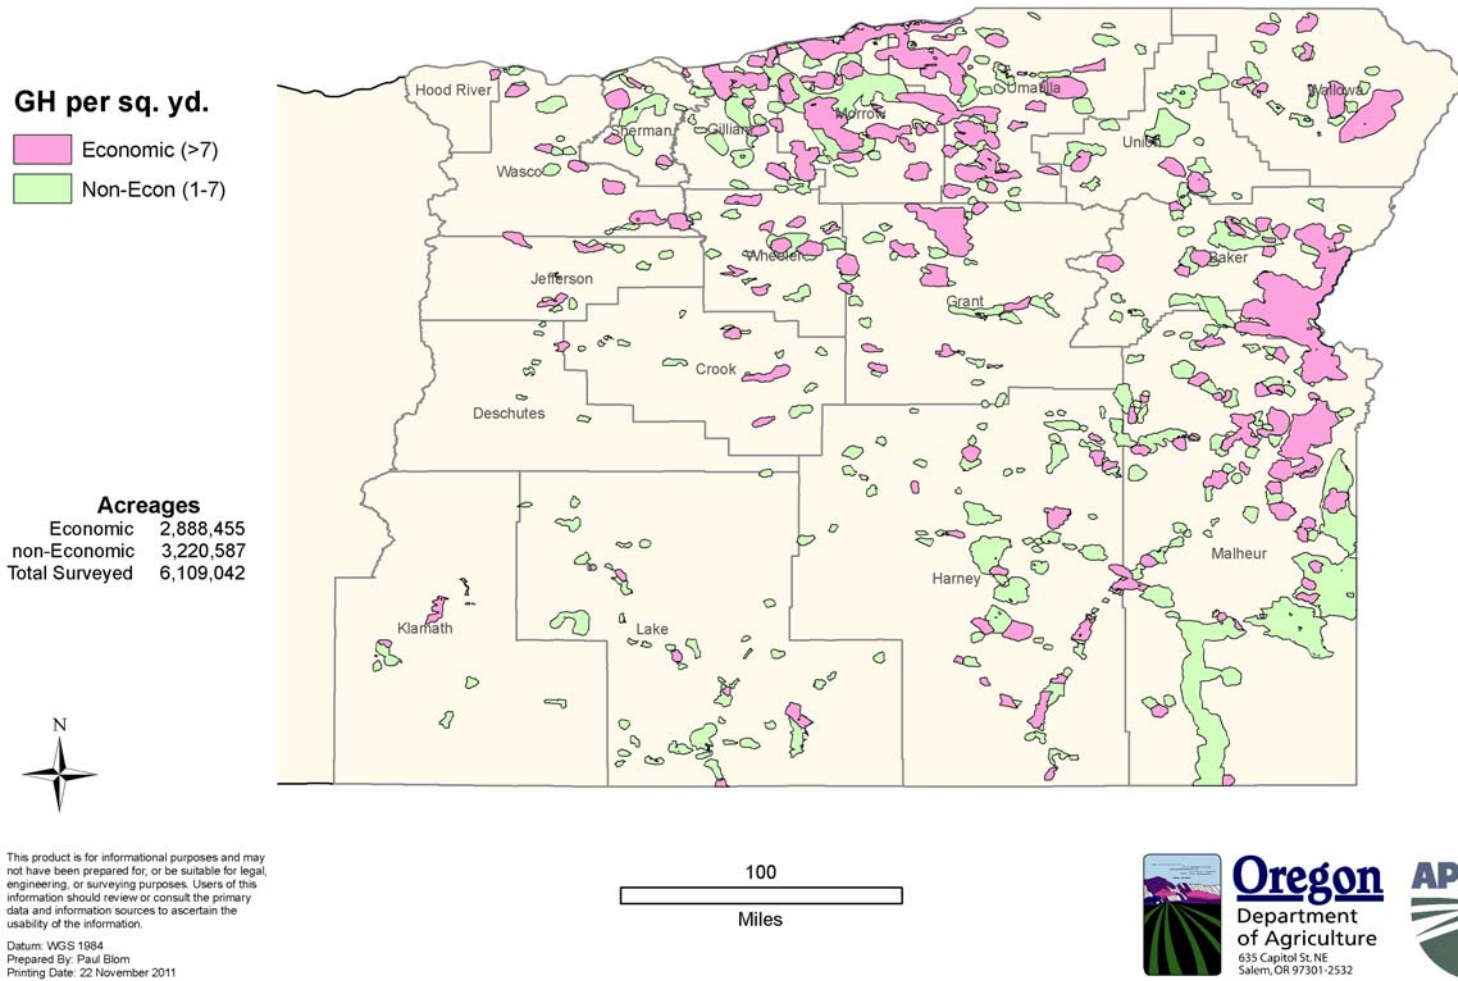 GH per sq. yd.
Economic (>7)
Non-Econ (1-7)
Hood River
Sherman
Gilliam
Morrow
Umatilla
Wallowa
Union
Wasco
Jefferson
Wheeler
Grant
Baker
Crook
Deschutes
Acreages
Economic 2,888,455
non-Economic 3,220,587
Total Surveyed 6,109,042
Harney
Malheur
Klamath
Lake
N
This product is for informational purposes and may
not have been prepared for, or be suitable for legal,
engineering, or surveying purposes. Users of this
information should review or consult the primary
data and information sources to ascertain the
usability of the information.
Datum: WGS 1984
Prepared By: Paul Blom
Printing Date: 22 November 2011
100
Miles
Oregon
Department
of Agriculture
635 Capitol St. NE
Salem, OR 97301-2532
AP